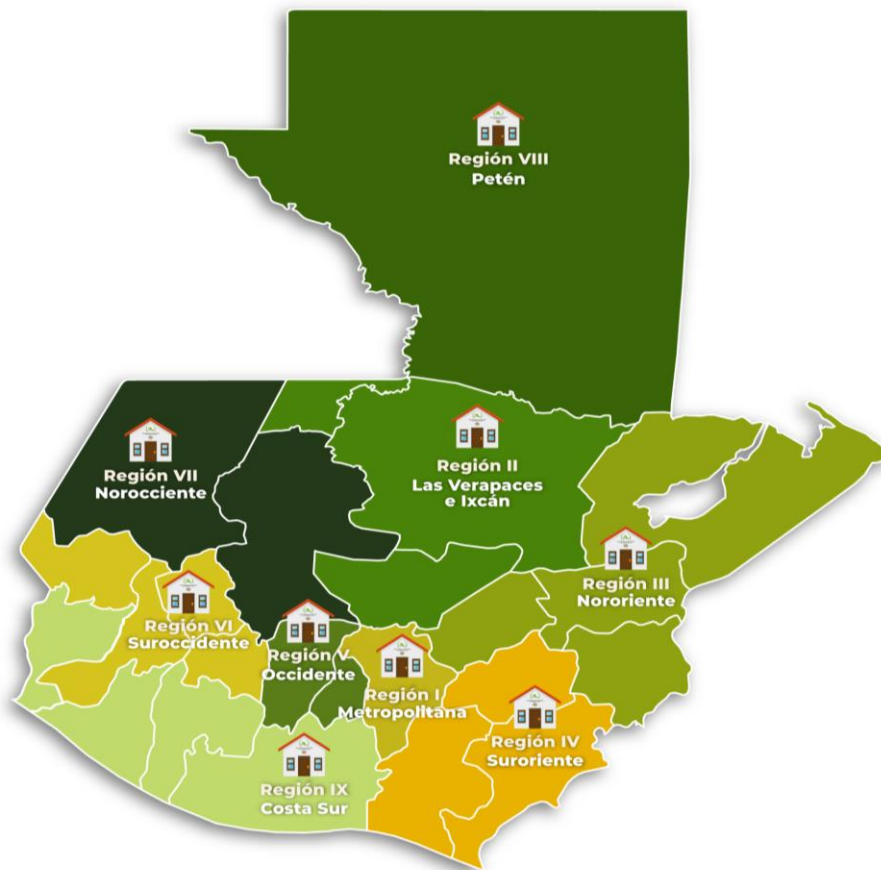 Región VIII
Petén
Región VII
Norocciente
Región II
Las Verapaces
e Ixcán
Región III
Nororiente
Región VI
Suroccidente
Región V
Occidente
Región I
Metropolitana
Región IV
Suroriente
Región IX
Costa Sur